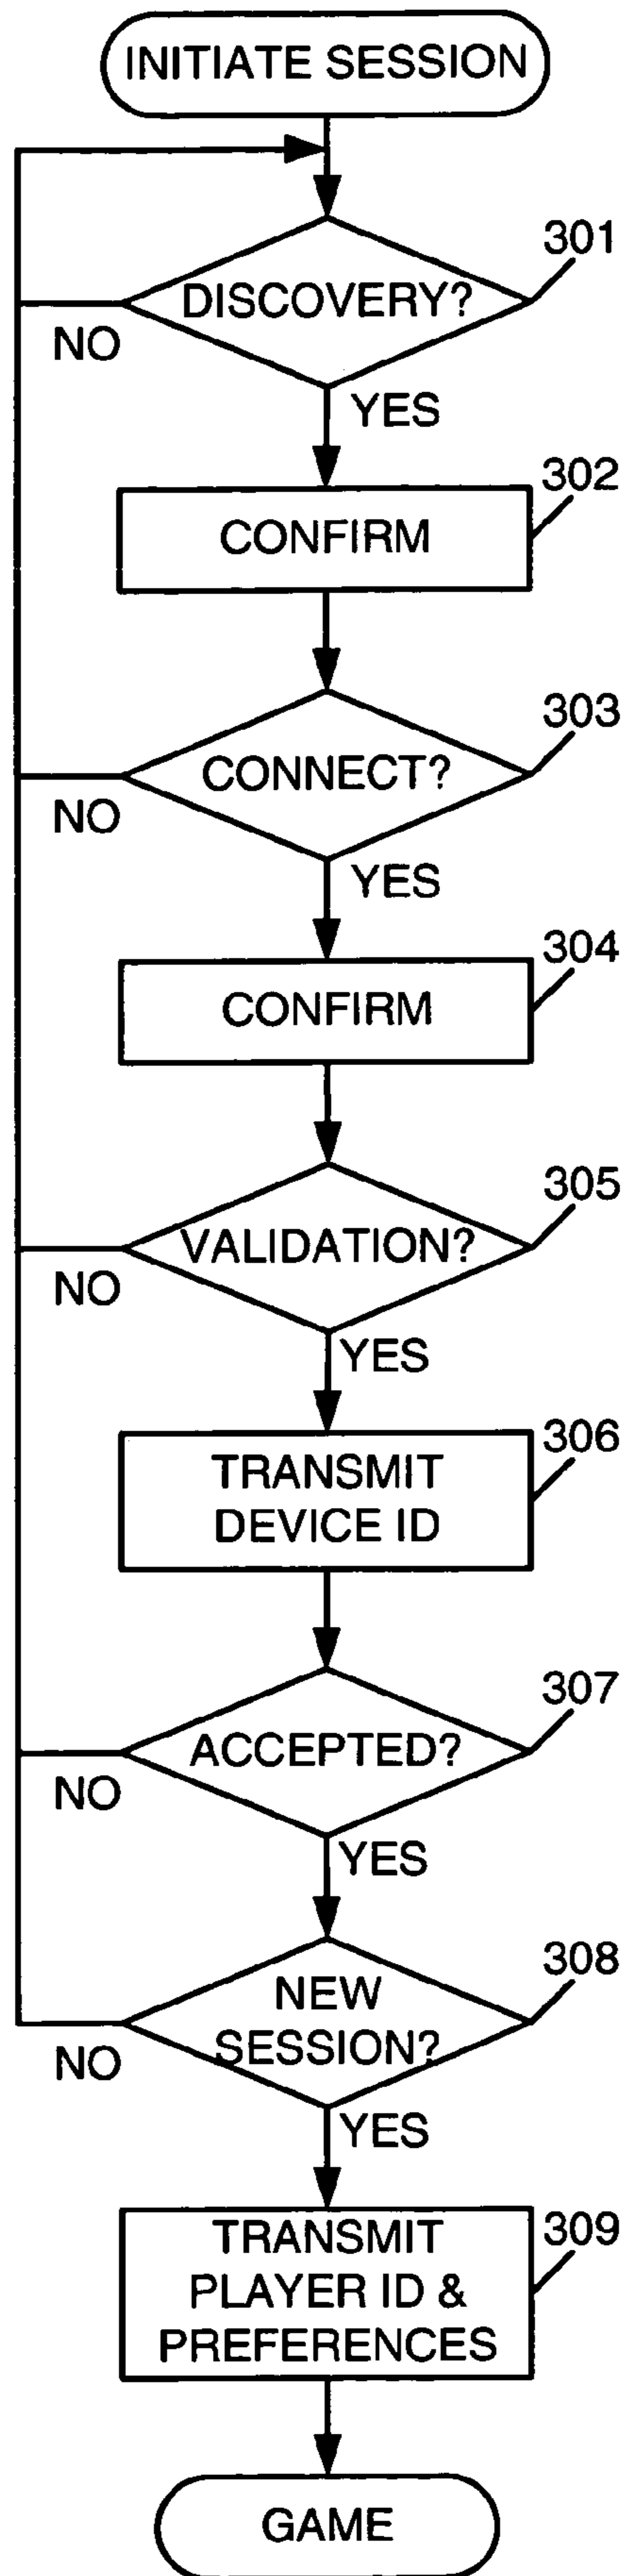 INITIATE SESSION
301
DISCOVERY?
NO
YES
302
CONFIRM
303
CONNECT?
NO
YES
304
CONFIRM
305
VALIDATION?
NO
YES
306
TRANSMIT
DEVICE ID
307
ACCEPTED?
NO
YES
308
NEW
SESSION?
NO
YES
309
TRANSMIT
PLAYER ID &
PREFERENCES
GAME